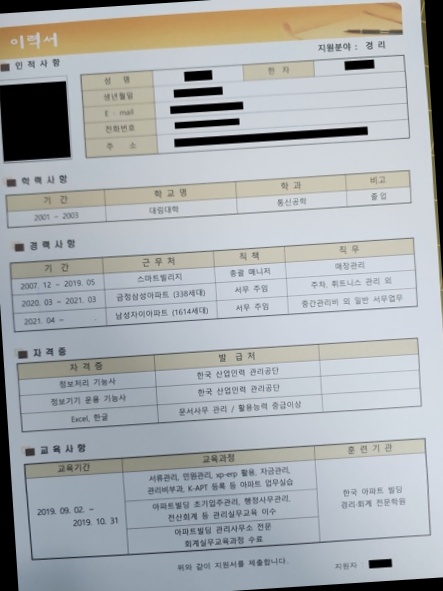 이력서
지원분야 : 경 리
인적사항
성 명 한 자
생년월일
E - mail
전화번호
주 소
학력사항
기 간 학 교 명 학 과 비고
2001 ~ 2003 대림대학 통신공학 졸 업
경력사항
기 간 근 무 처 직 책 직 무
2007. 12 ~ 2019. 05 스마트빌리지 총괄 매니저 매장관리
2020. 03 ~ 2021. 03 금정삼성아파트 (338세대) 서무 주임 주차, 휘트니스 관리 외
2021. 04 ~ 남성자이아파트 (1614세대) 서무 주임 중간관리비 외 일반 서무업무
자격증
자 격 증 발 급 처
정보처리 기능사 한국 산업인력 관리공단
정보기기 운용 기능사 한국 산업인력 관리공단
Excel, 한글 문서사무 관리 / 활용능력 중급이상
교육사항
교육기간 교육과정 훈 련 기 관
2019. 09. 02. ~
2019. 10. 31
서류관리, 민원관리, xp-erp 활용, 자금관리,
관리비부과, K-APT 등록 등 아파트 업무실습
아파트빌딩 초기입주관리, 행정사무관리,
전산회계 등 관리실무교육 이수
아파트빌딩 관리사무소 전문
회계실무교육과정 수료
한국 아파트 빌딩
경리·회계 전문학원
위와 같이 지원서를 제출합니다.
지원자 :